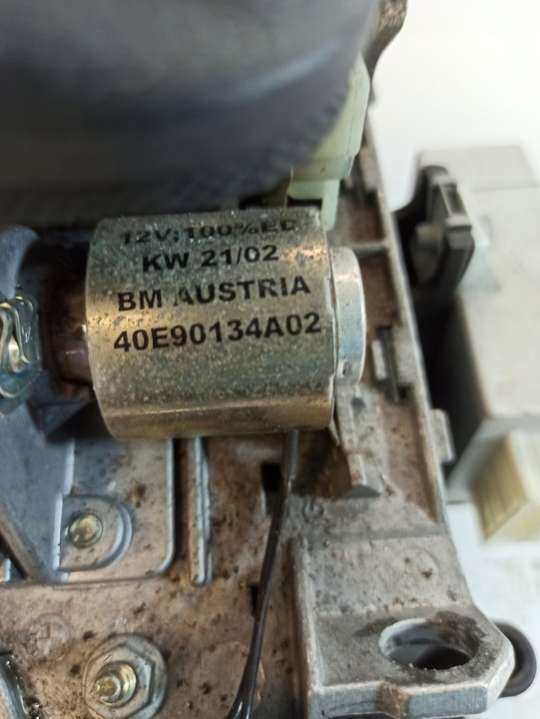 12V;100%ED
KW 21/02
BM AUSTRIA
40E90134A02